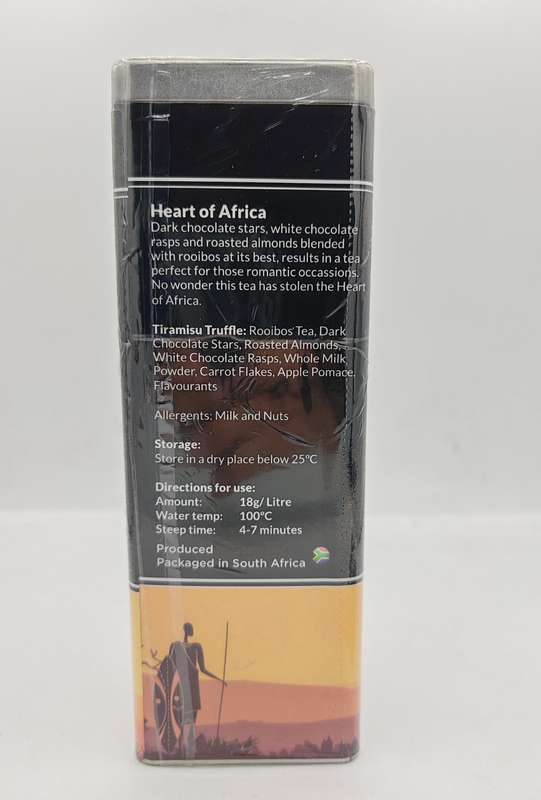 Heart of Africa
Dark chocolate stars, white chocolate
rasps and roasted almonds blended
with rooibos at its best, results in a tea
perfect for those romantic occassions.
No wonder this tea has stolen the Heart
of Africa.
Tiramisu Truffle: Rooibos Tea, Dark
Chocolate Stars, Roasted Almonds,
White Chocolate Rasps, Whole Milk
Powder, Carrot Flakes, Apple Pomace,
Flavourants
Allergents: Milk and Nuts
Storage:
Store in a dry place below 25°C
Directions for use:
Amount: 18g/ Litre
Water temp: 100°C
Steep time: 4-7 minutes
Produced
Packaged in South Africa